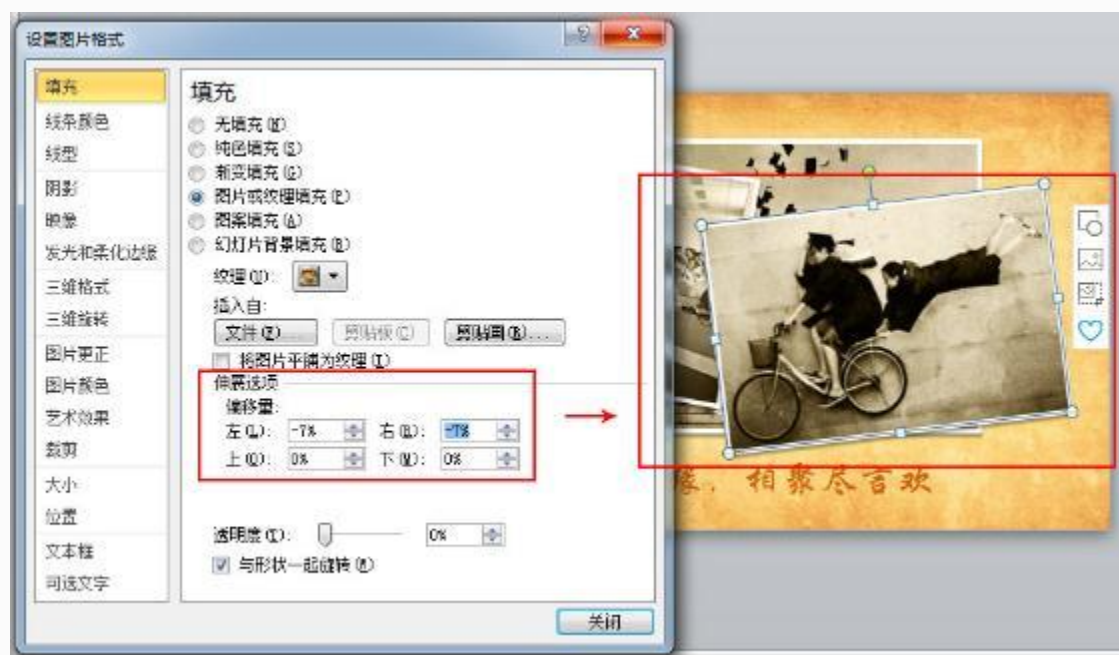 设置图片格式
填充
线条颜色
线型
阴影
映像
发光和柔化边缘
三维格式
三维旋转
图片更正
图片颜色
艺术效果
裁剪
大小
位置
文本框
可选文字
填充
无填充(N)
纯色填充(S)
渐变填充(G)
图片或纹理填充(P)
图案填充(A)
幻灯片背景填充(B)
纹理(U):
插入自:
文件(F)... 剪贴板(C) 剪贴画(R)...
将图片平铺为纹理(I)
伸展选项
偏移量:
左(L): -7% 右(R): -7%
上(O): 0% 下(M): 0%
透明度(T): 0%
与形状一起旋转(W)
关闭
缘，相聚尽言欢